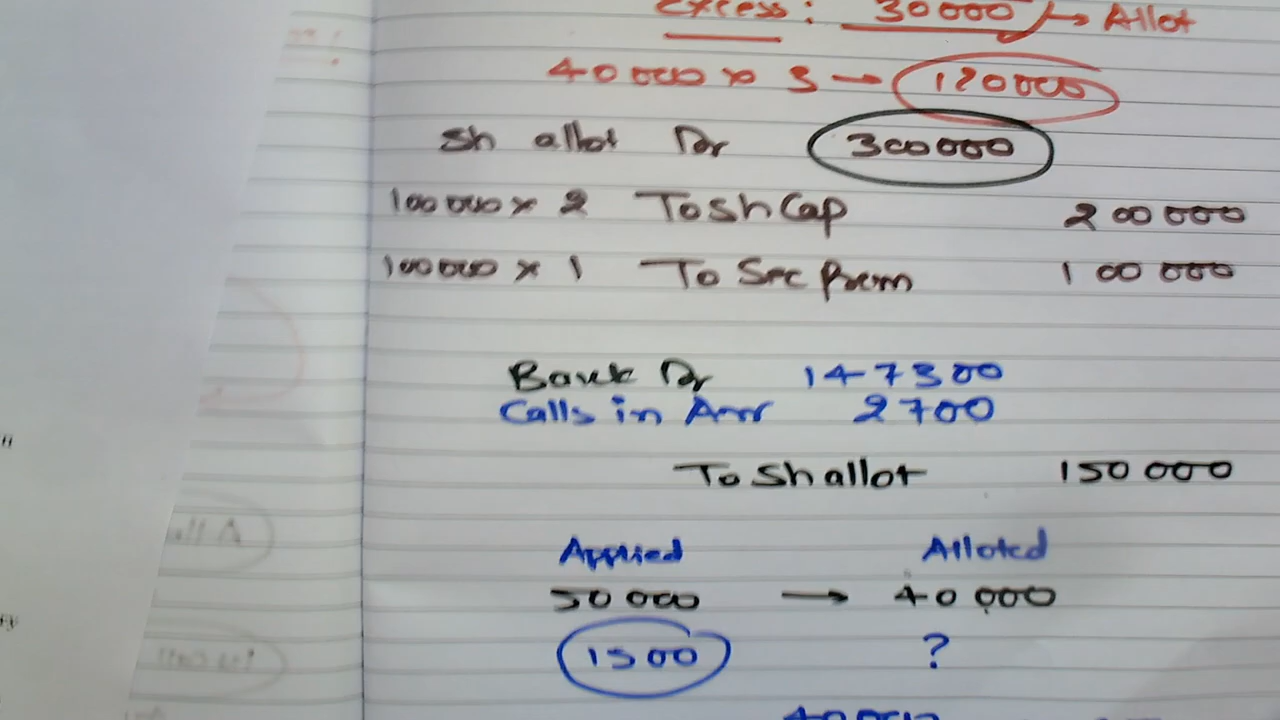 Excess: 30000 → Allot
40000 x 3 → 120000
Sh allot Dr 300000
100000 x 2 To Sh Cap 200000
100000 x 1 To Sec Prem 100000
Bank Dr 147300
Calls in Arr 2700
To Sh allot 150000
Applied Alloted
50000 → 40000
1500 ?
40000